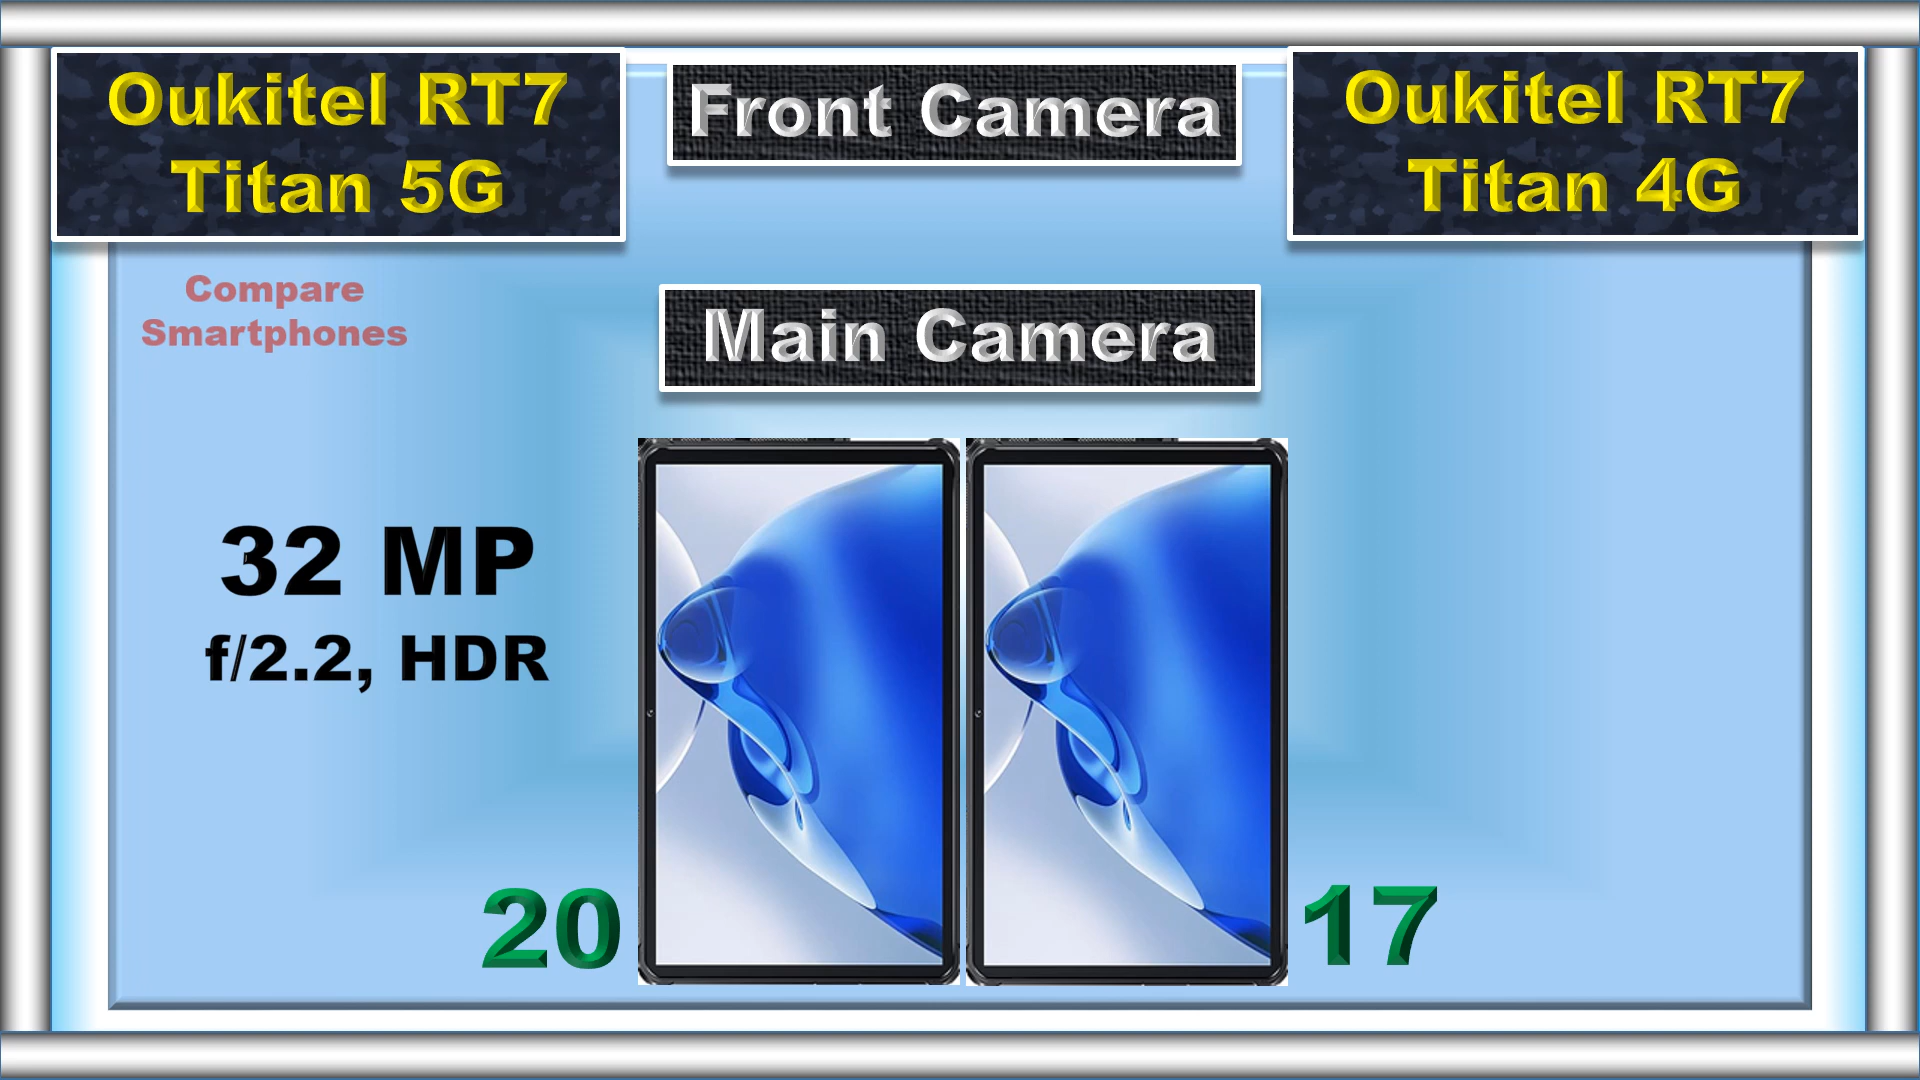 Oukitel RT7
Titan 5G
Front Camera
Oukitel RT7
Titan 4G
Compare
Smartphones
Main Camera
32 MP
f/2.2, HDR
20
17